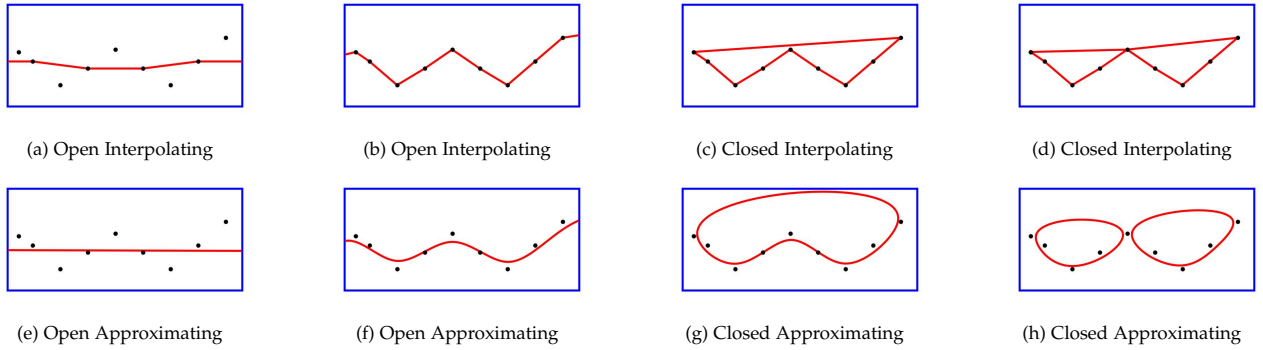 (a) Open Interpolating
(b) Open Interpolating
(c) Closed Interpolating
(d) Closed Interpolating
(e) Open Approximating
(f) Open Approximating
(g) Closed Approximating
(h) Closed Approximating